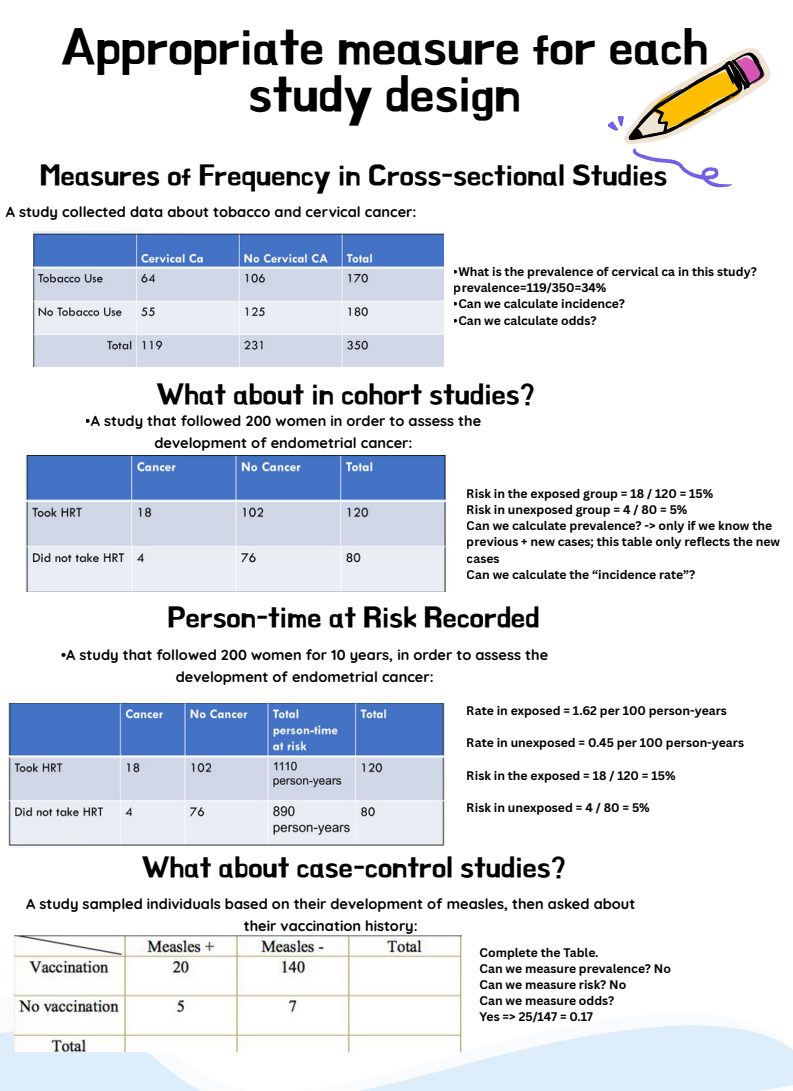 Appropriate measure for each
study design
Measures of Frequency in Cross-sectional Studies
A study collected data about tobacco and cervical cancer:
Cervical Ca No Cervical CA Total
Tobacco Use 64 106 170
No Tobacco Use 55 125 180
Total 119 231 350
•What is the prevalence of cervical ca in this study?
prevalence=119/350=34%
•Can we calculate incidence?
•Can we calculate odds?
What about in cohort studies?
•A study that followed 200 women in order to assess the
development of endometrial cancer:
Cancer No Cancer Total
Took HRT 18 102 120
Did not take HRT 4 76 80
Risk in the exposed group = 18 / 120 = 15%
Risk in unexposed group = 4 / 80 = 5%
Can we calculate prevalence? -> only if we know the
previous + new cases; this table only reflects the new
cases
Can we calculate the “incidence rate”?
Person-time at Risk Recorded
•A study that followed 200 women for 10 years, in order to assess the
development of endometrial cancer:
Cancer No Cancer Total Total
person-time
at risk
Took HRT 18 102 1110 120
person-years
Did not take HRT 4 76 890 80
person-years
Rate in exposed = 1.62 per 100 person-years
Rate in unexposed = 0.45 per 100 person-years
Risk in the exposed = 18 / 120 = 15%
Risk in unexposed = 4 / 80 = 5%
What about case-control studies?
A study sampled individuals based on their development of measles, then asked about
their vaccination history:
Measles + Measles - Total
Vaccination 20 140
No vaccination 5 7
Total
Complete the Table.
Can we measure prevalence? No
Can we measure risk? No
Can we measure odds?
Yes => 25/147 = 0.17